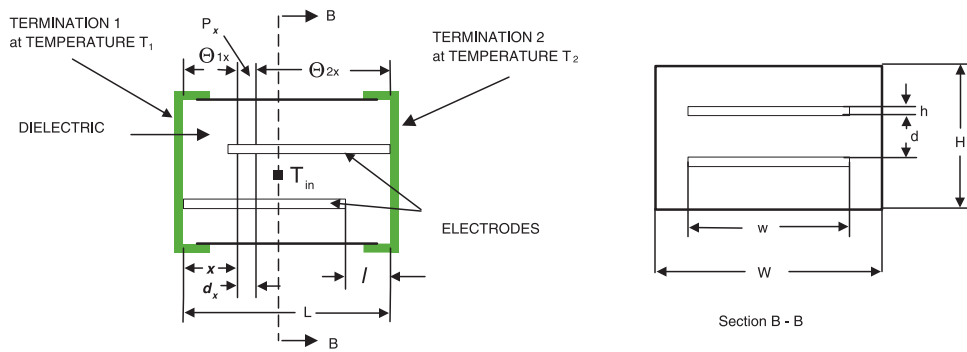 TERMINATION 1
at TEMPERATURE T1
Px
B
TERMINATION 2
at TEMPERATURE T2
Θ1x
Θ2x
DIELECTRIC
Tin
ELECTRODES
x
l
dx
L
B
h
d
H
w
W
Section B - B